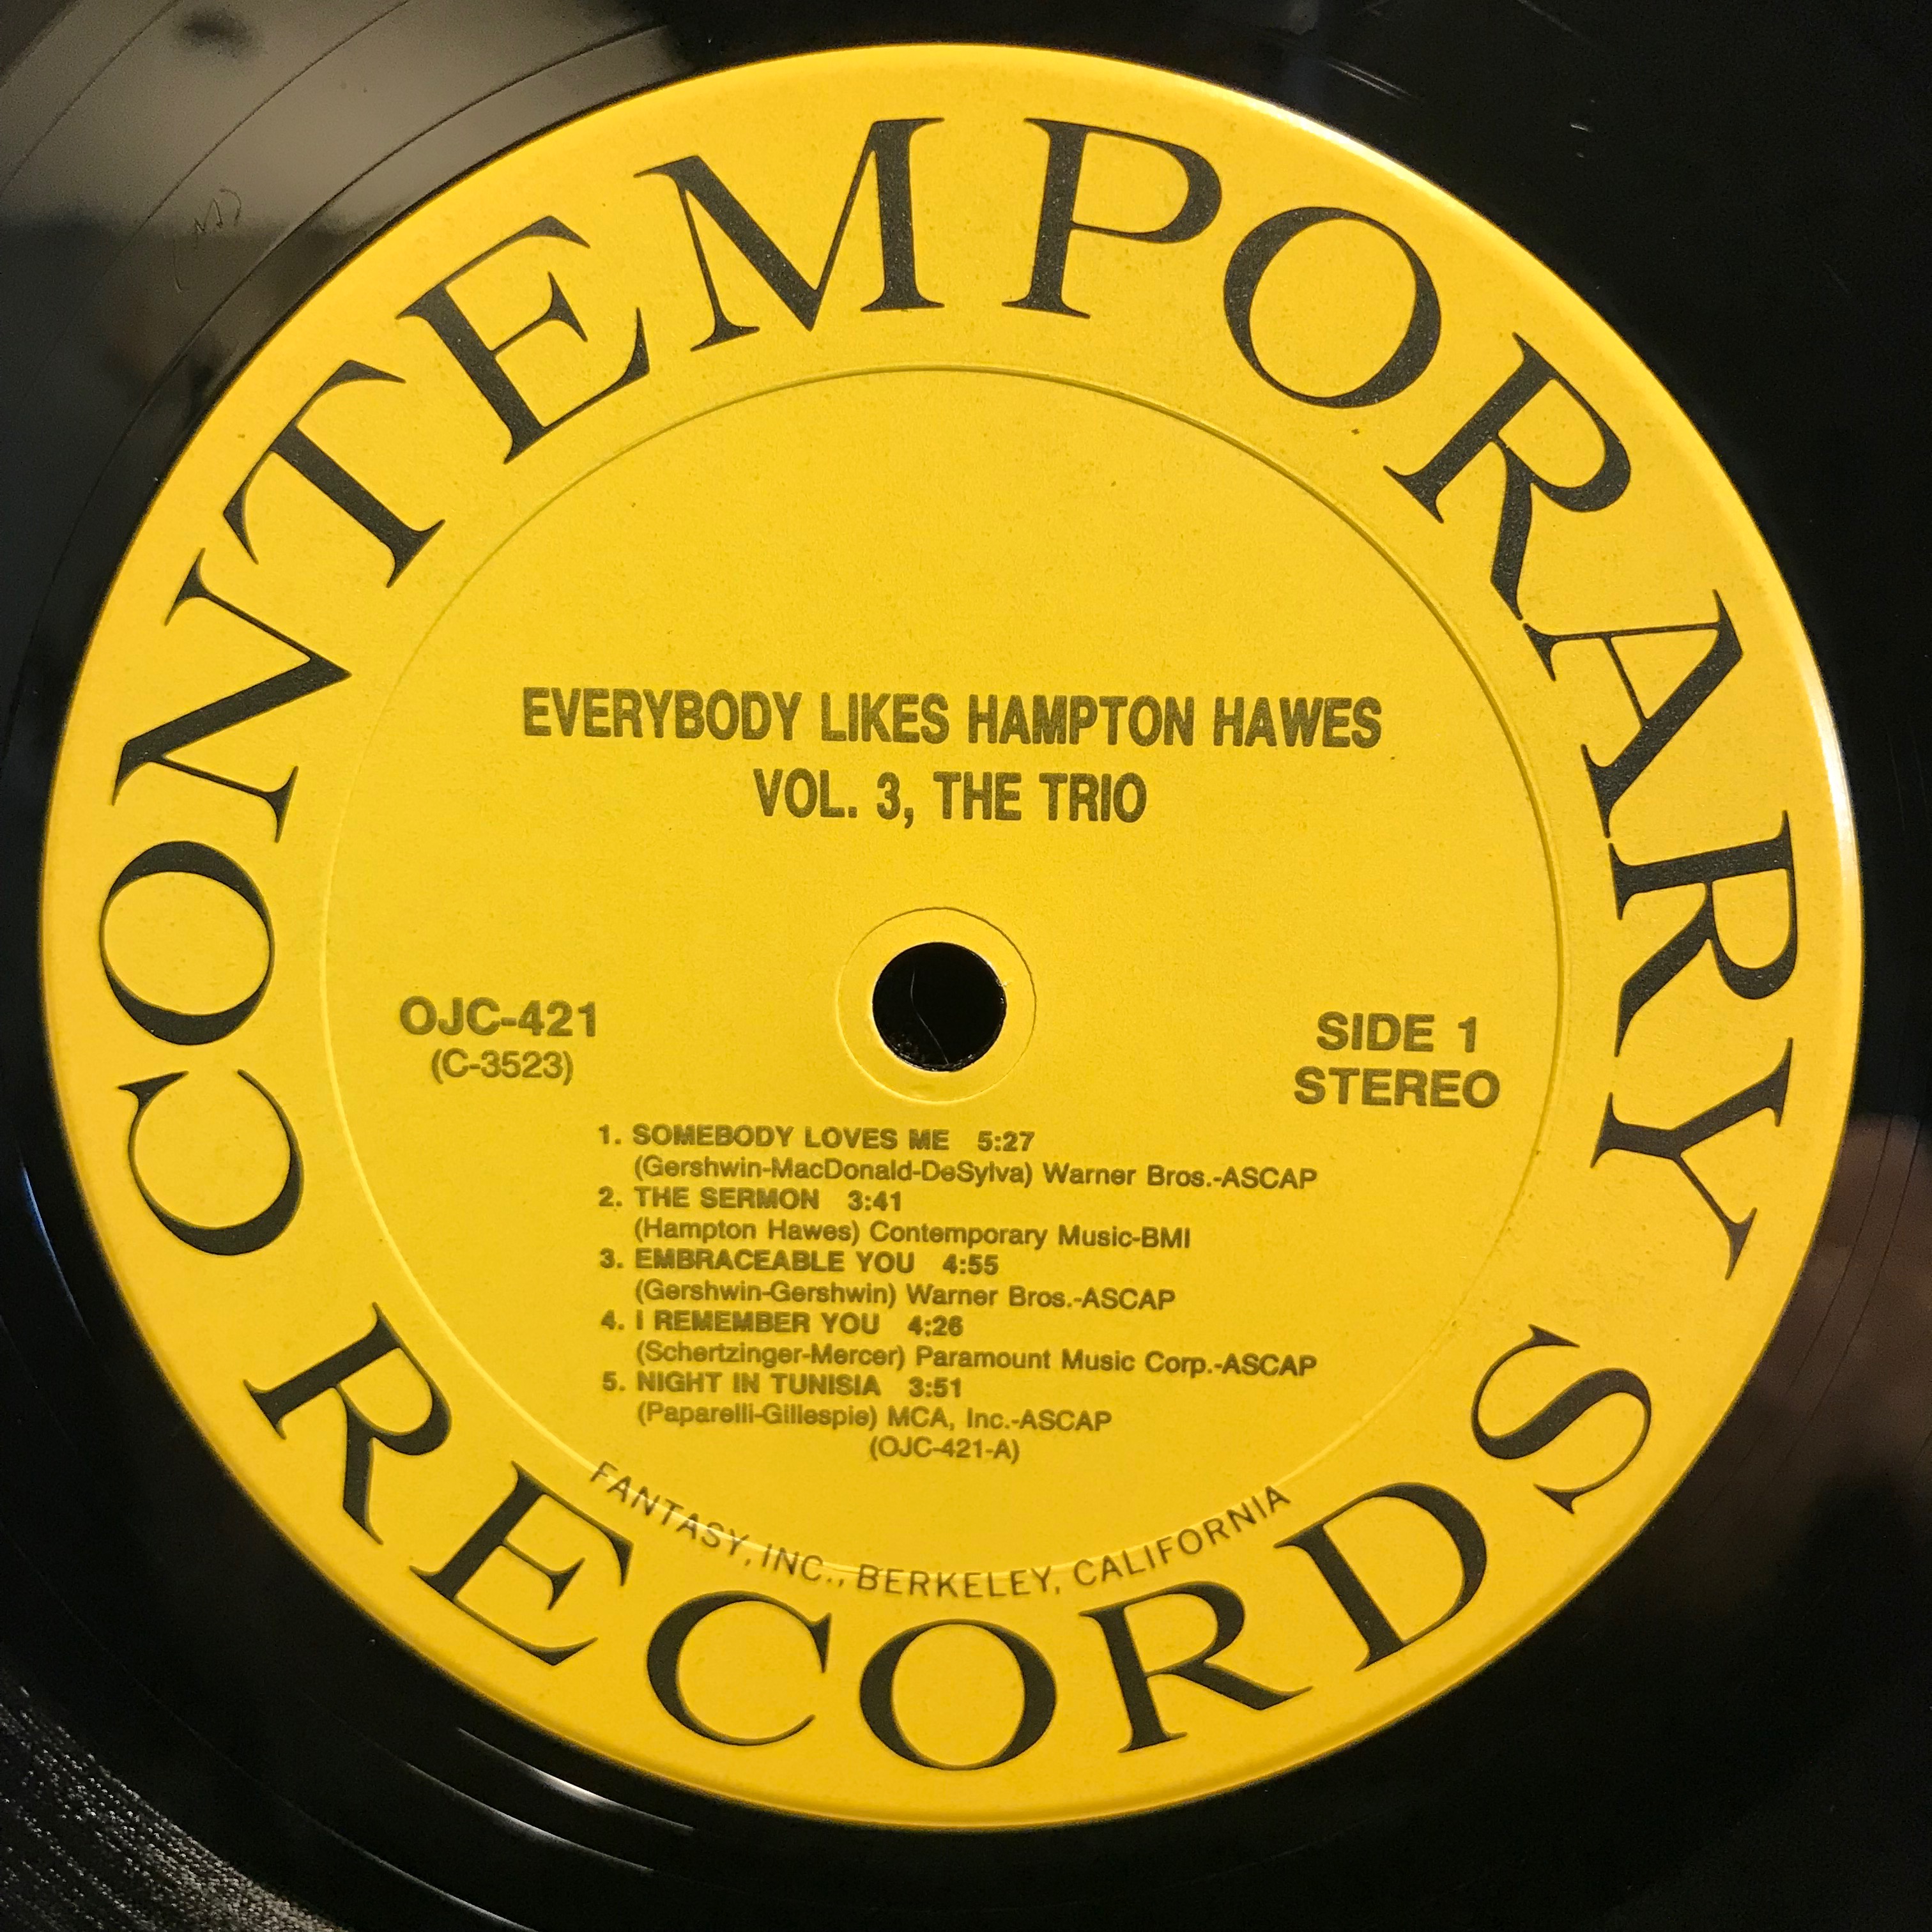 CONTEMPORARY
EVERYBODY LIKES HAMPTON HAWES
VOL. 3, THE TRIO
OJC-421
(C-3523)
SIDE 1
STEREO
1. SOMEBODY LOVES ME 5:27
(Gershwin-MacDonald-DeSylva) Warner Bros.-ASCAP
2. THE SERMON 3:41
(Hampton Hawes) Contemporary Music-BMI
3. EMBRACEABLE YOU 4:55
(Gershwin-Gershwin) Warner Bros.-ASCAP
4. I REMEMBER YOU 4:26
(Schertzinger-Mercer) Paramount Music Corp.-ASCAP
5. NIGHT IN TUNISIA 3:51
(Paparelli-Gillespie) MCA, Inc.-ASCAP
(OJC-421-A)
FANTASY, INC., BERKELEY, CALIFORNIA
RECORDS